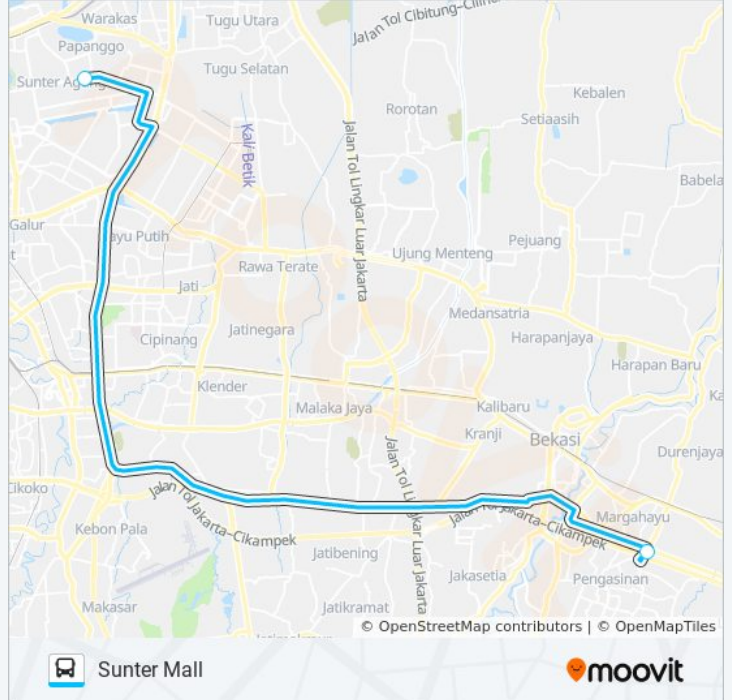 Warakas
Tugu Utara
Jalan Tol Cibitung-Cilin
Papanggo
Sunter Agung
Tugu Selatan
Kebalen
Rorotan
Setiaasih
Kali Betik
Jalan Tol Lingkar Luar Jakarta
Babela
Galur
ayu Putih
Pejuang
t
Ujung Menteng
Rawa Terate
Jati
Medansatria
Jatinegara
Cipinang
Harapanjaya
Harapan Baru
Klender
Ka
Malaka Jaya
Kalibaru
Kranji
Bekasi
Durenjaya
Jalan Tol Lingkar Luar Jakarta
Cikoko
Jalan Tol Jakarta-Cikampek
Jalan Tol Jakarta-Cikampek
Margahayu
Kebon Pala
Jatibening
Jakasetia
Pengasinan
Makasar
Jatikramat
© OpenStreetMap contributors | © OpenMapTiles
Sunter Mall
moovit